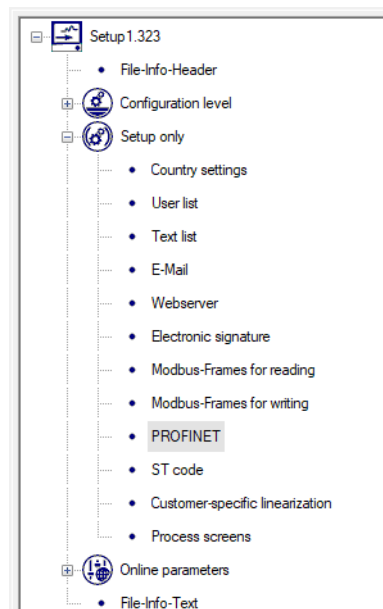 Setup1.323
File-Info-Header
Configuration level
Setup only
Country settings
User list
Text list
E-Mail
Webserver
Electronic signature
Modbus-Frames for reading
Modbus-Frames for writing
PROFINET
ST code
Customer-specific linearization
Process screens
Online parameters
File-Info-Text